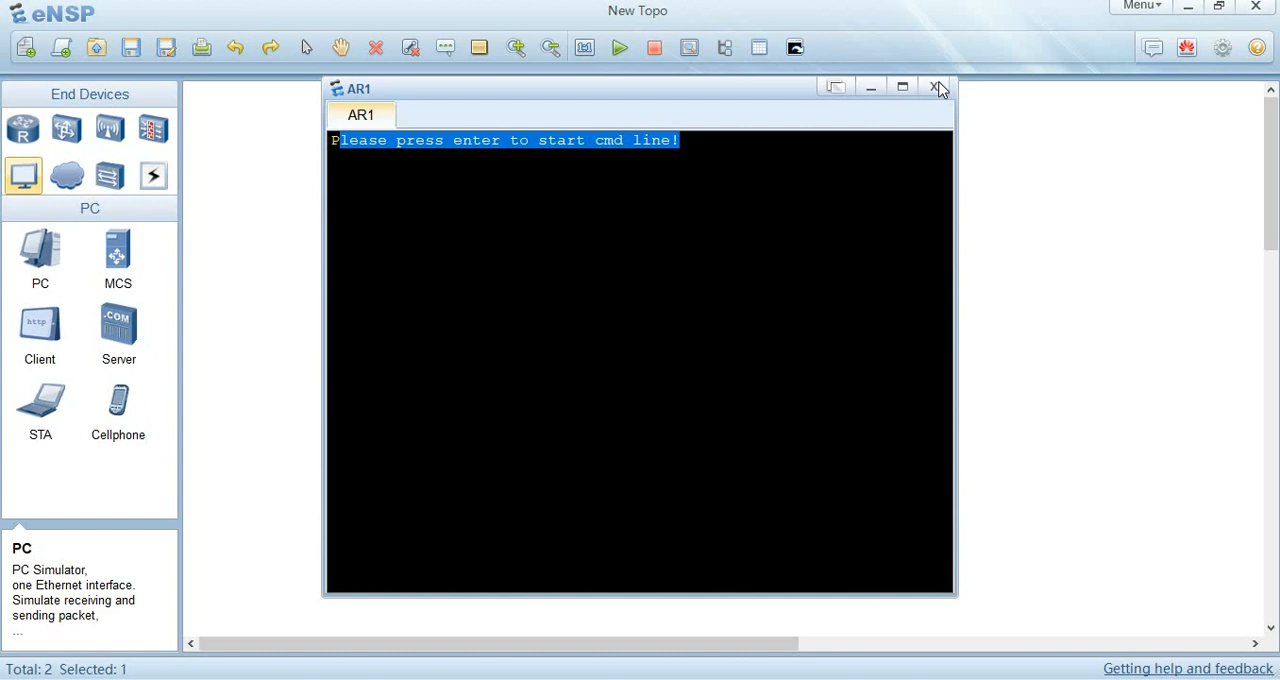 eNSP
New Topo
Menu
End Devices
R
PC
PC
MCS
http
.COM
Client
Server
STA
Cellphone
PC
PC Simulator,
one Ethernet interface.
Simulate receiving and
sending packet,
...
AR1
AR1
Please press enter to start cmd line!
Total: 2 Selected: 1
Getting help and feedback